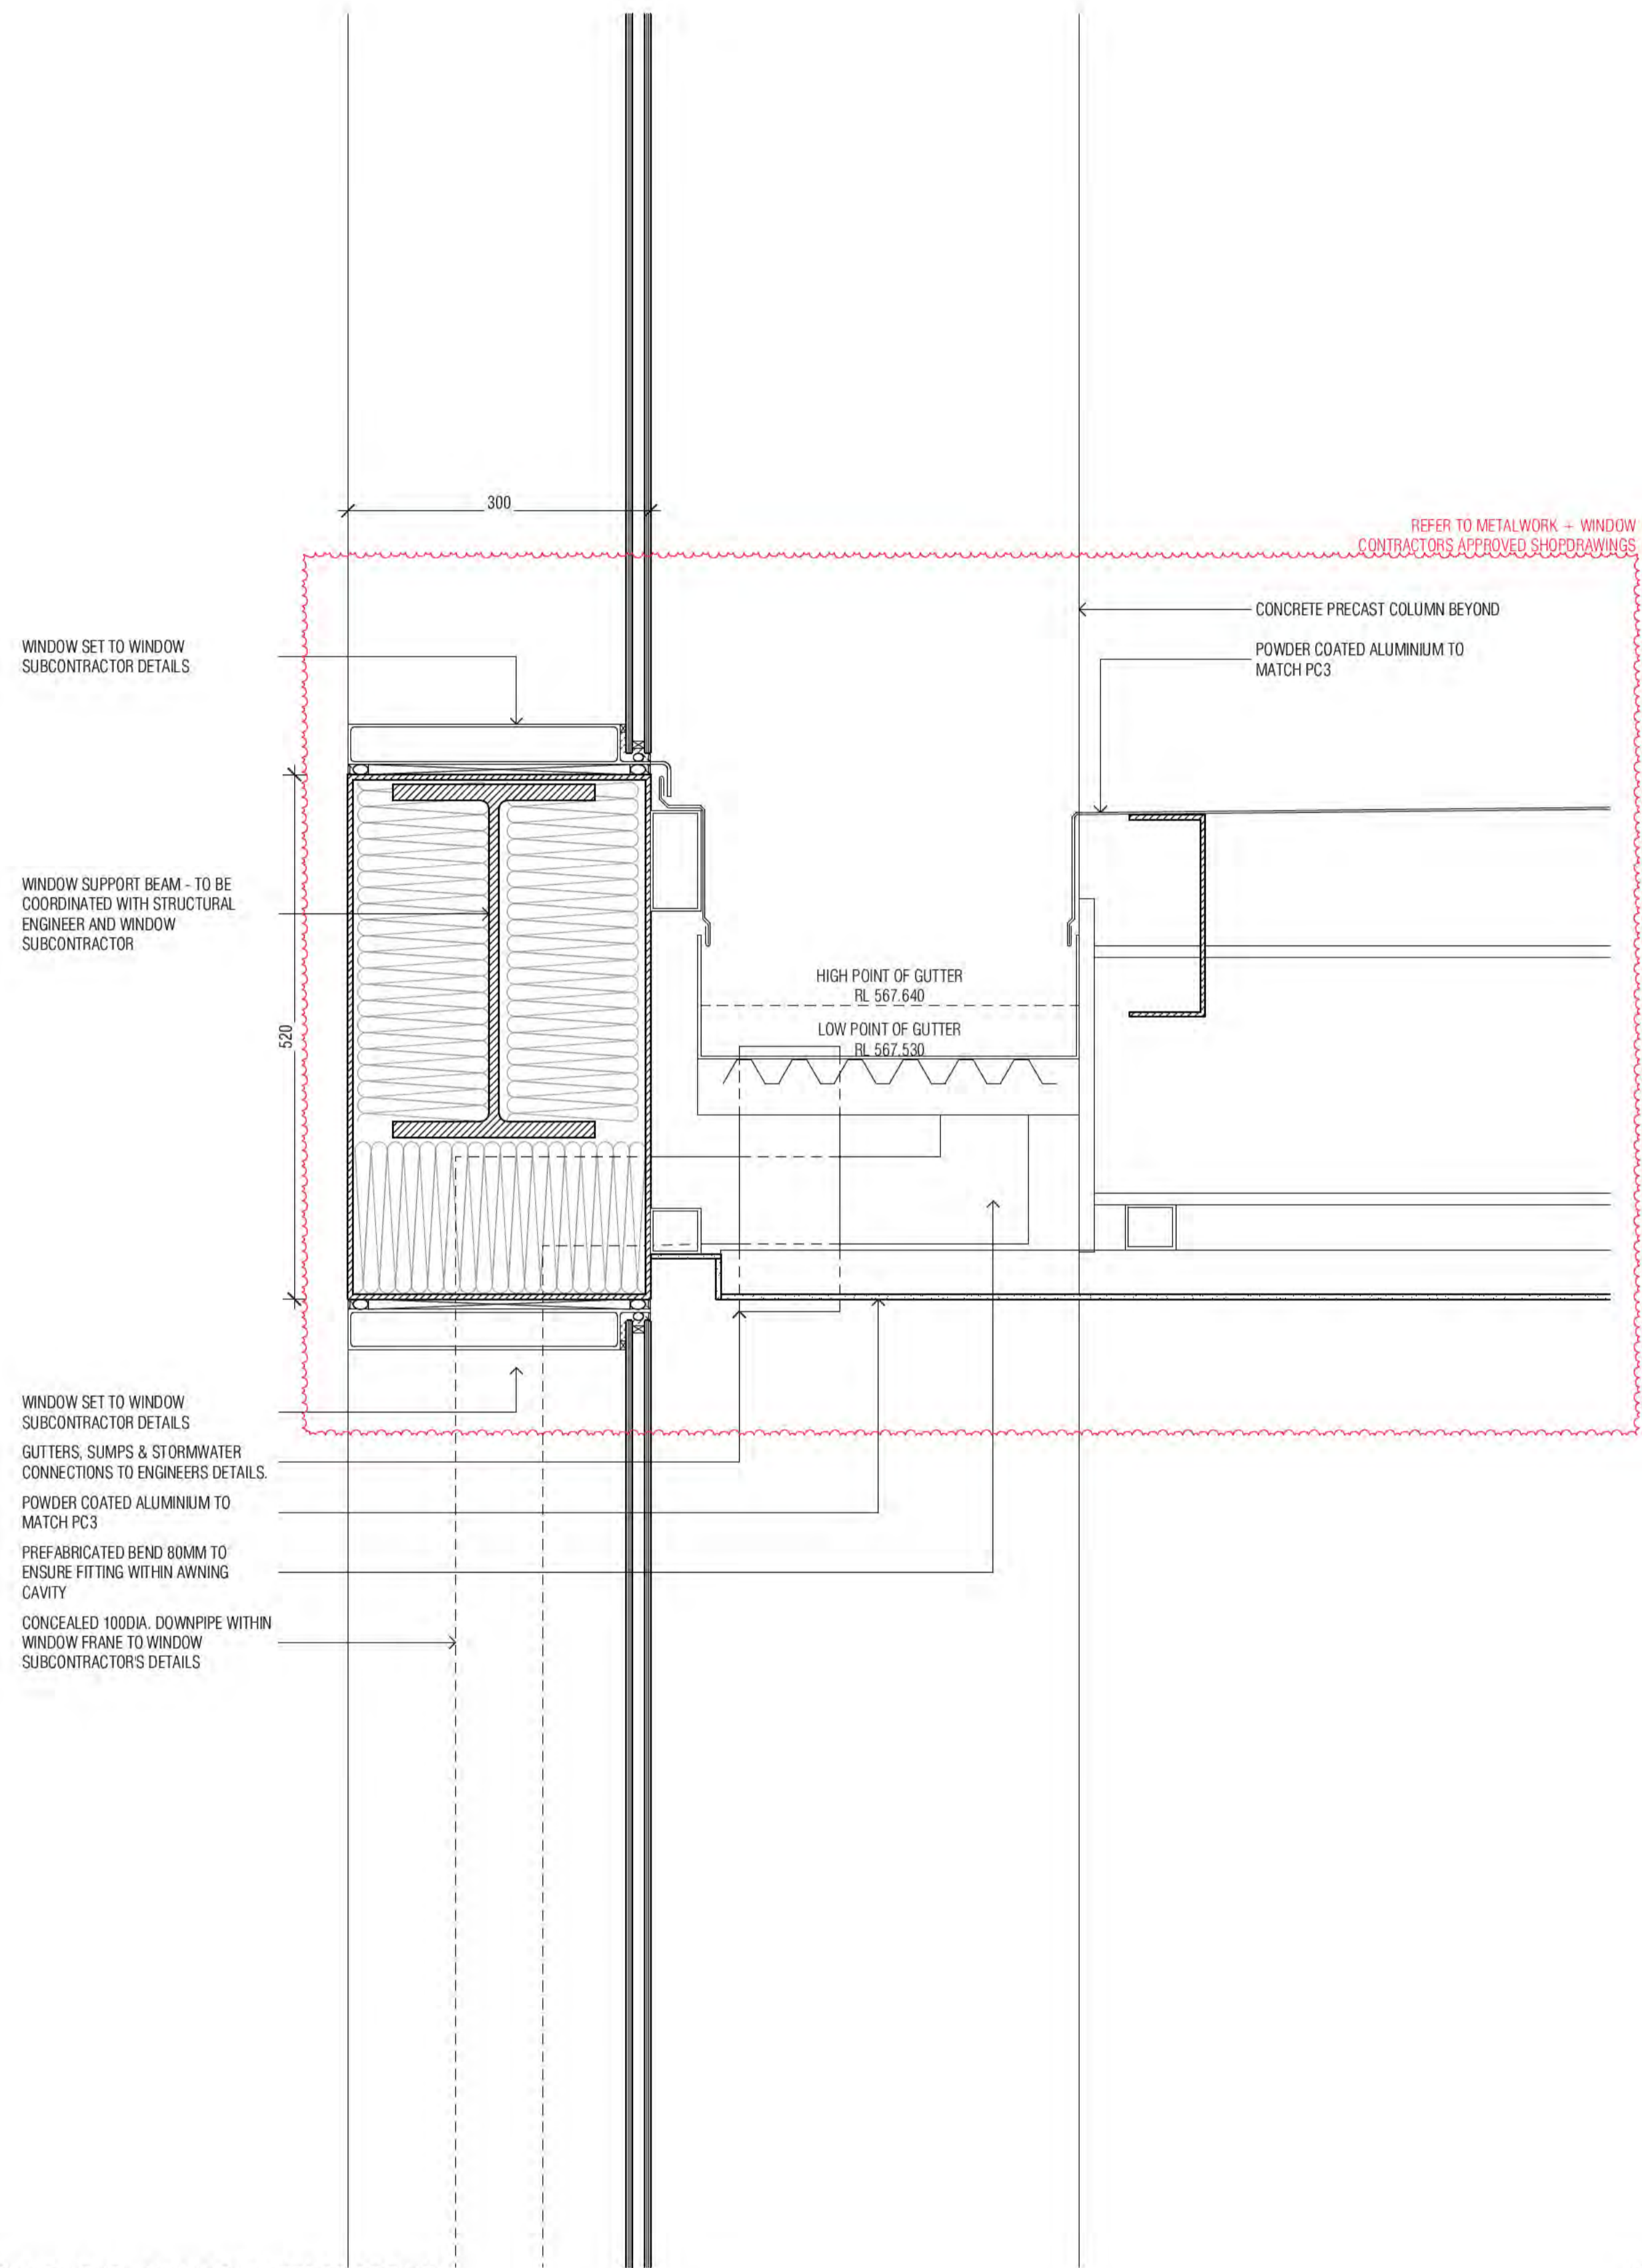 300
REFER TO METALWORK + WINDOW
CONTRACTORS APPROVED SHOPDRAWINGS
CONCRETE PRECAST COLUMN BEYOND
POWDER COATED ALUMINIUM TO
MATCH PC3
WINDOW SET TO WINDOW
SUBCONTRACTOR DETAILS
WINDOW SUPPORT BEAM - TO BE
COORDINATED WITH STRUCTURAL
ENGINEER AND WINDOW
SUBCONTRACTOR
520
HIGH POINT OF GUTTER
RL 567.640
LOW POINT OF GUTTER
RL 567.530
WINDOW SET TO WINDOW
SUBCONTRACTOR DETAILS
GUTTERS, SUMPS & STORMWATER
CONNECTIONS TO ENGINEERS DETAILS.
POWDER COATED ALUMINIUM TO
MATCH PC3
PREFABRICATED BEND 80MM TO
ENSURE FITTING WITHIN AWNING
CAVITY
CONCEALED 100DIA. DOWNPIPE WITHIN
WINDOW FRANE TO WINDOW
SUBCONTRACTOR'S DETAILS